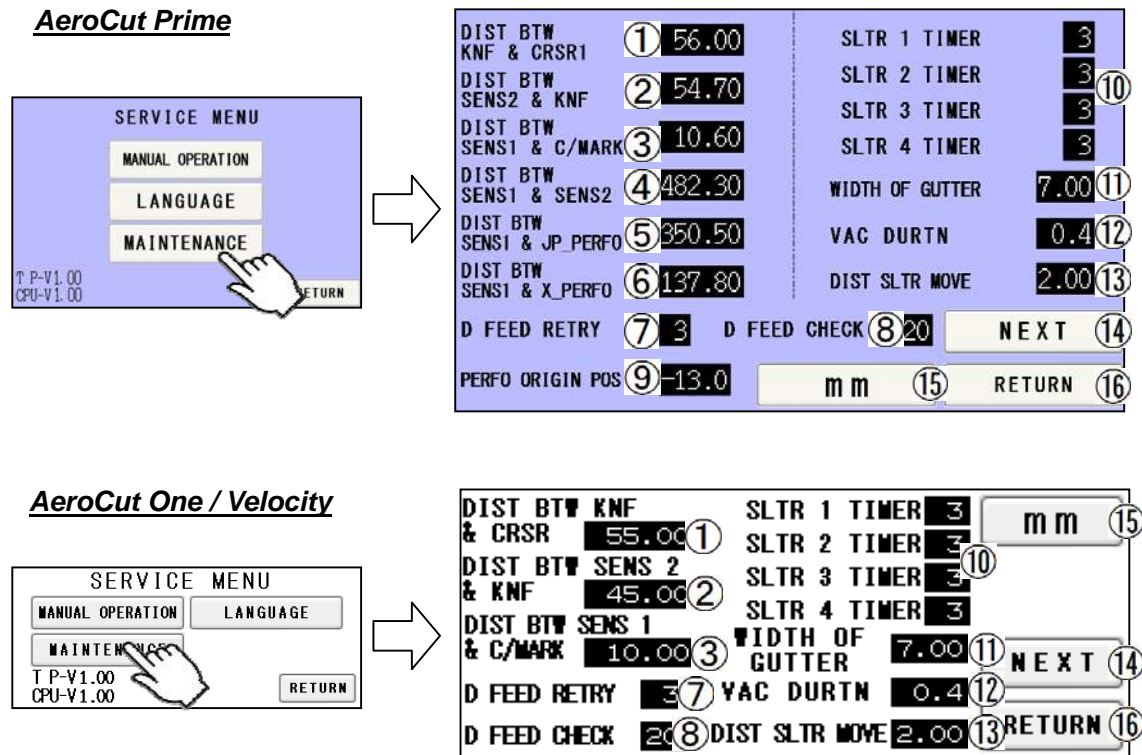 AeroCut Prime
SERVICE MENU
MANUAL OPERATION
LANGUAGE
MAINTENANCE
T P-V1.00
CPU-V1.00
ETURN
DIST BTW
KNF & CRSR1 ① 56.00
DIST BTW
SENS2 & KNF ② 54.70
DIST BTW
SENS1 & C/MARK ③ 10.60
DIST BTW
SENS1 & SENS2 ④ 482.30
DIST BTW
SENS1 & JP_PERFO ⑤ 350.50
DIST BTW
SENS1 & X_PERFO ⑥ 137.80
D FEED RETRY ⑦ 3 D FEED CHECK ⑧ 20
PERFO ORIGIN POS ⑨ -13.0
SLTR 1 TIMER 3
SLTR 2 TIMER 3
⑩
SLTR 3 TIMER 3
SLTR 4 TIMER 3
WIDTH OF GUTTER 7.00 ⑪
VAC DURTN 0.4 ⑫
DIST SLTR MOVE 2.00 ⑬
NEXT ⑭
mm ⑮ RETURN ⑯
AeroCut One / Velocity
SERVICE MENU
MANUAL OPERATION LANGUAGE
MAINTEN
T P-V1.00
CPU-V1.00
RETURN
DIST BTW KNF
& CRSR 55.00 ①
DIST BTW SENS 2
& KNF 45.00 ②
DIST BTW SENS 1
& C/MARK 10.00 ③
D FEED RETRY 3 ⑦
D FEED CHECK 20 ⑧
SLTR 1 TIMER 3
SLTR 2 TIMER 3
⑩
SLTR 3 TIMER 3
SLTR 4 TIMER 3
WIDTH OF
GUTTER 7.00 ⑪
VAC DURTN 0.4 ⑫
DIST SLTR MOVE 2.00 ⑬
mm ⑮
NEXT ⑭
RETURN ⑯